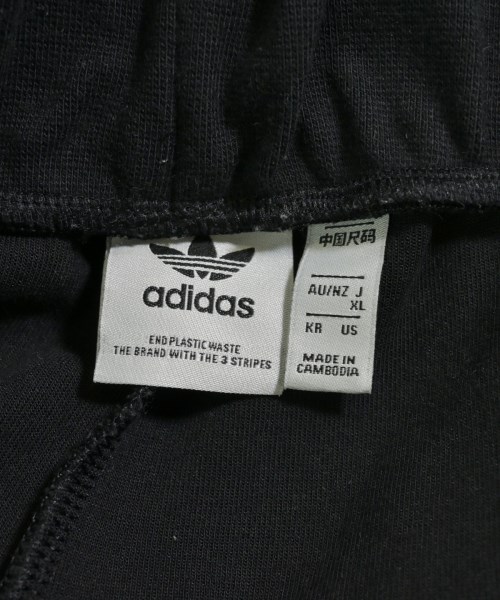 adidas
END PLASTIC WASTE
THE BRAND WITH THE 3 STRIPES
中国尺码
AU/NZ J
XL
KR US
MADE IN
CAMBODIA